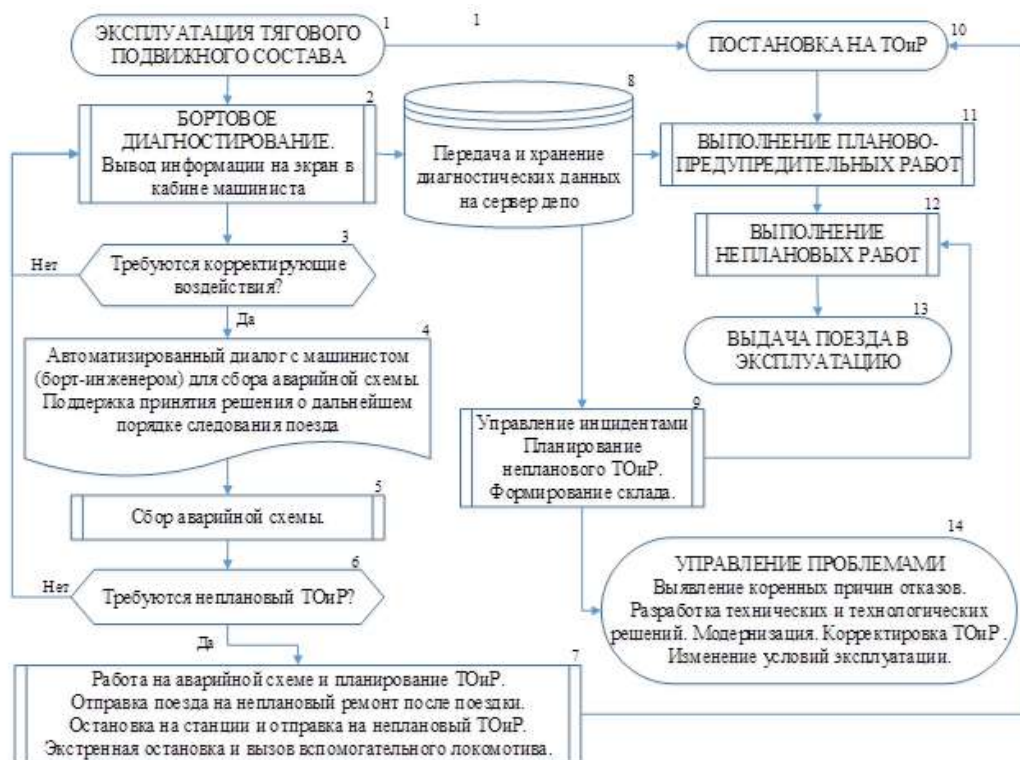 1
ЭКСПЛУАТАЦИЯ ТЯГОВОГО
ПОДВИЖНОГО СОСТАВА
1
2
БОРТОВОЕ
ДИАГНОСТИРОВАНИЕ.
Вывод информации на экран в
кабине машиниста
3
Требуются корректирующие
воздействия?
Нет
Да
4
Автоматизированный диалог с машинистом
(борт-инженером) для сбора аварийной схемы.
Поддержка принятия решения о дальнейшем
порядке следования поезда
5
Сбор аварийной схемы.
6
Требуются неплановый ТОиР?
Нет
Да
7
Работа на аварийной схеме и планирование ТОиР.
Отправка поезда на неплановый ремонт после поездки.
Остановка на станции и отправка на неплановый ТОиР.
Экстренная остановка и вызов вспомогательного локомотива.
8
Передача и хранение
диагностических данных
на сервер депо
9
Управление инцидентами
Планирование
непланового ТОиР.
Формирование склада.
10
ПОСТАНОВКА НА ТОиР
11
ВЫПОЛНЕНИЕ ПЛАНОВО-
ПРЕДУПРЕДИТЕЛЬНЫХ РАБОТ
12
ВЫПОЛНЕНИЕ
НЕПЛАНОВЫХ РАБОТ
13
ВЫДАЧА ПОЕЗДА В
ЭКСПЛУАТАЦИЮ
14
УПРАВЛЕНИЕ ПРОБЛЕМАМИ
Выявление коренных причин отказов.
Разработка технических и технологических
решений. Модернизация. Корректировка ТОиР .
Изменение условий эксплуатации.